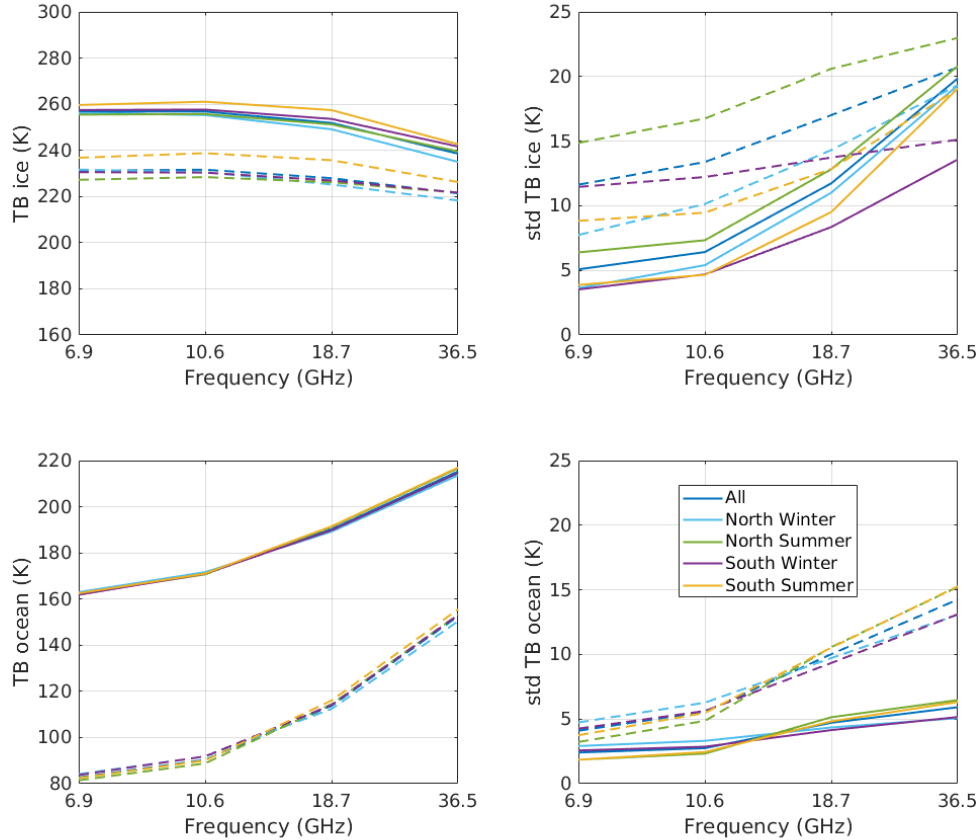 300
280
260
240
220
200
180
160
TB ice (K)
6.9 10.6 18.7 36.5
Frequency (GHz)
25
20
15
10
5
0
std TB ice (K)
6.9 10.6 18.7 36.5
Frequency (GHz)
220
200
180
160
140
120
100
80
TB ocean (K)
6.9 10.6 18.7 36.5
Frequency (GHz)
25
20
15
10
5
0
std TB ocean (K)
All
North Winter
North Summer
South Winter
South Summer
6.9 10.6 18.7 36.5
Frequency (GHz)